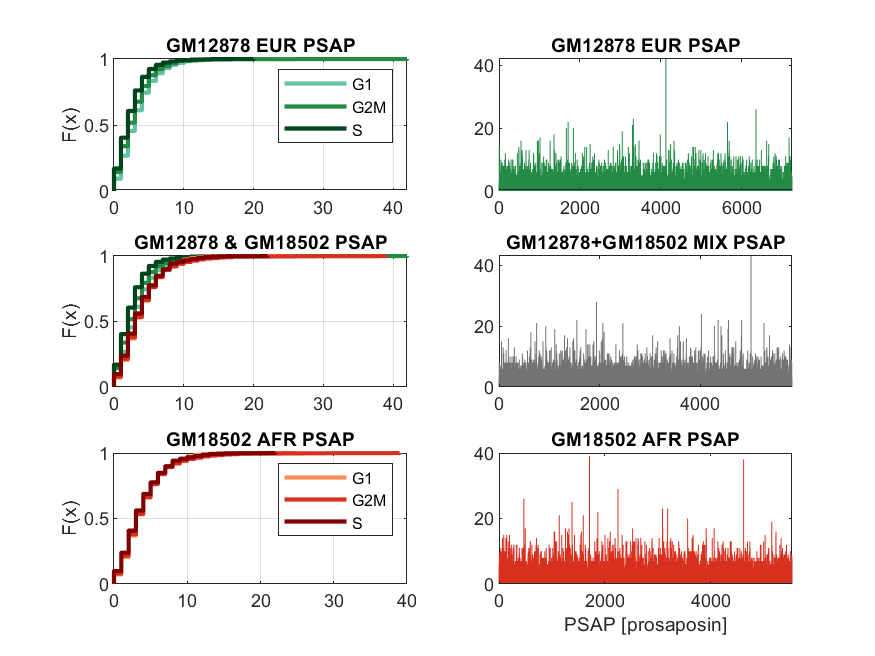 GM12878 EUR PSAP
1
0.5
0
F(x)
G1
G2M
S
0 10 20 30 40
GM12878 EUR PSAP
40
20
0
0 2000 4000 6000
GM12878 & GM18502 PSAP
1
0.5
0
F(x)
0 10 20 30 40
GM12878+GM18502 MIX PSAP
40
20
0
0 2000 4000
GM18502 AFR PSAP
1
0.5
0
F(x)
G1
G2M
S
0 10 20 30 40
GM18502 AFR PSAP
40
20
0
0 2000 4000
PSAP [prosaposin]